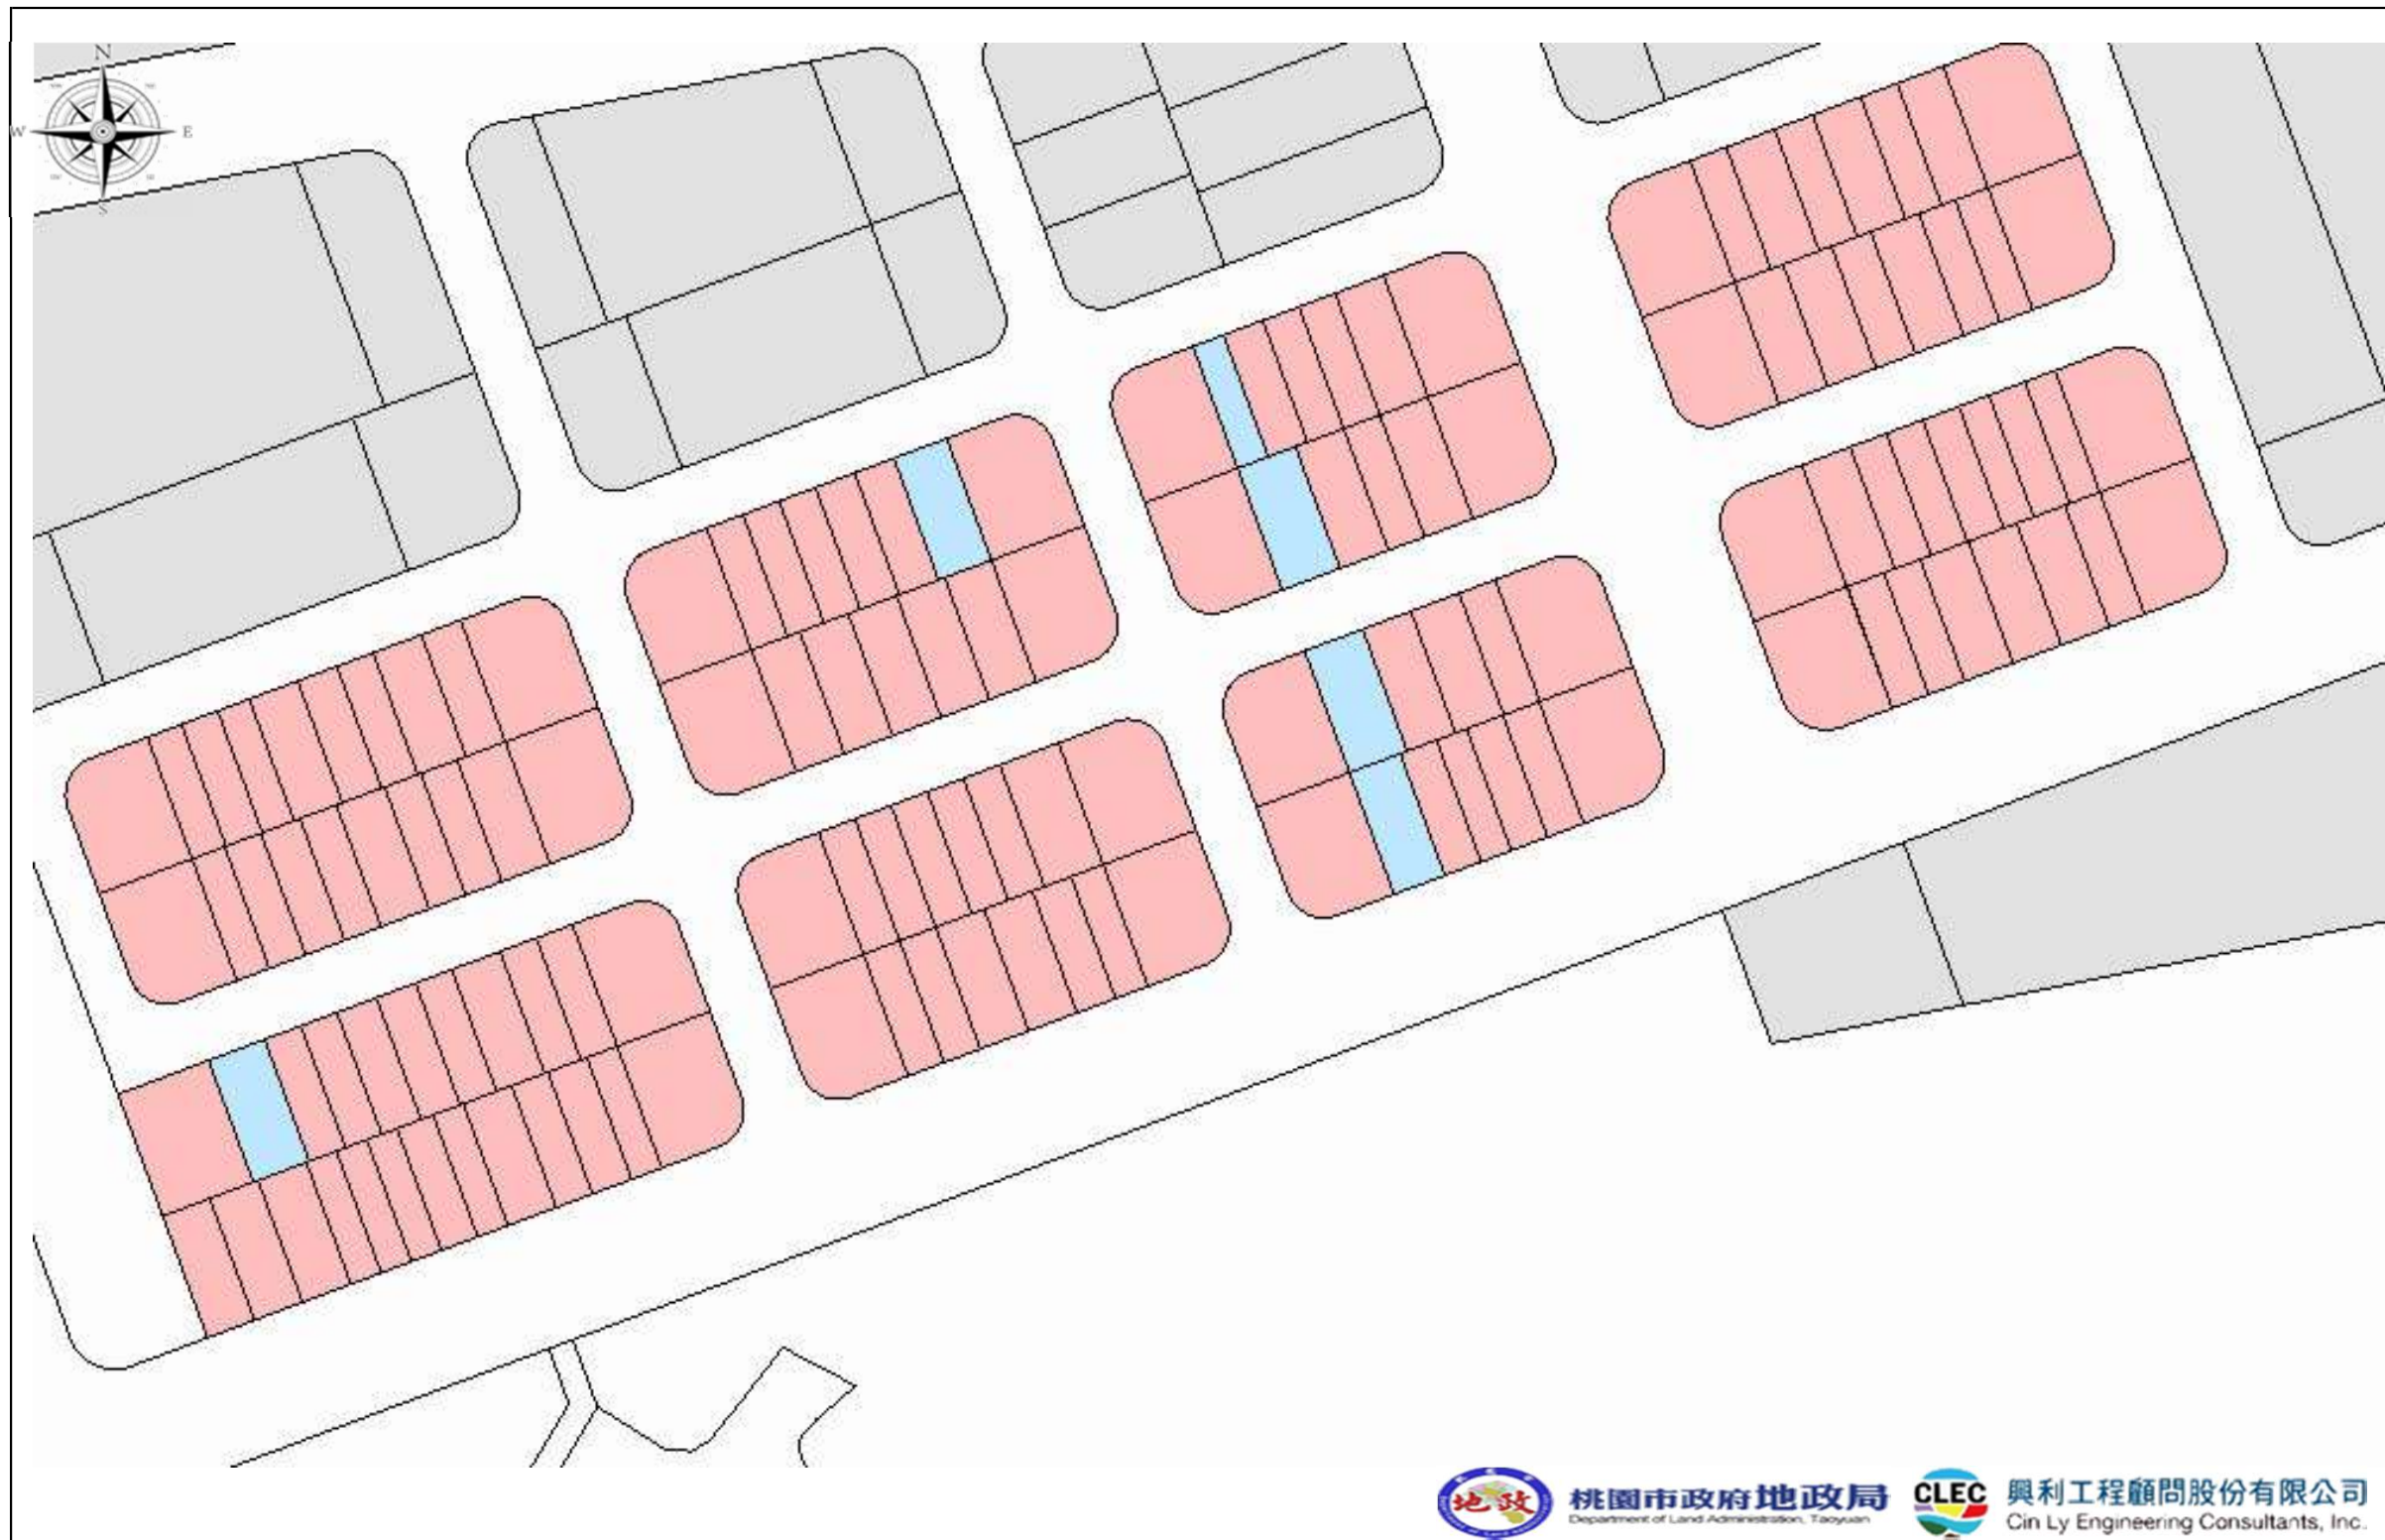 N
W
E
S
地政
桃園市政府地政局
Department of Land Administration, Taoyuan
CLEC
興利工程顧問股份有限公司
Cin Ly Engineering Consultants, Inc.